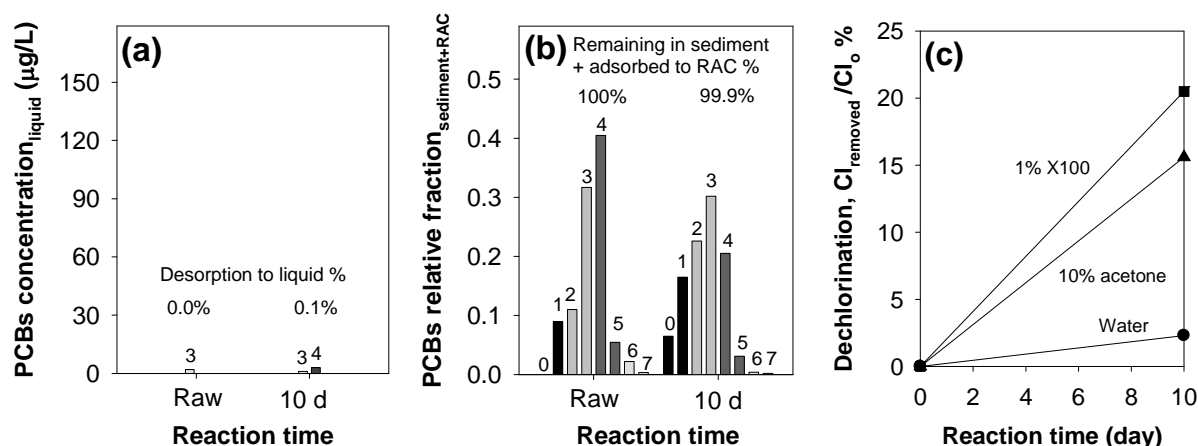 (a)
PCBs concentration_liquid (µg/L)
150
120
90
60
30
0
Desorption to liquid %
0.0% 0.1%
3 3 4
Raw 10 d
Reaction time
(b)
PCBs relative fraction_sediment+RAC
0.5
0.4
0.3
0.2
0.1
0.0
Remaining in sediment
+ adsorbed to RAC %
100% 99.9%
0 1 2 3 4 5 6 7
0 1 2 3 4 5 6 7
Raw 10 d
Reaction time
(c)
Dechlorination, Cl_removed/Cl_o %
25
20
15
10
5
0
1% X100
10% acetone
Water
0 2 4 6 8 10
Reaction time (day)